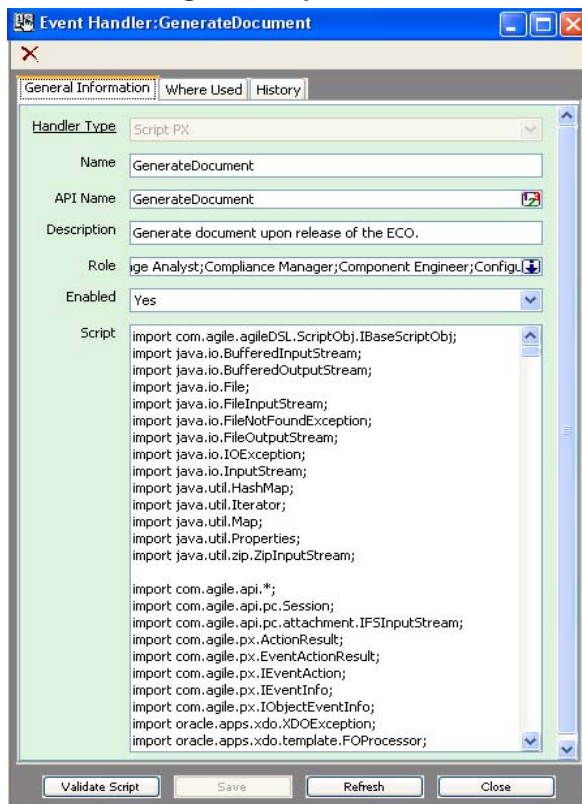 Event Handler:GenerateDocument
General Information Where Used History
Handler Type Script PX
Name GenerateDocument
API Name GenerateDocument
Description Generate document upon release of the ECO.
Role Analyst;Compliance Manager;Component Engineer;
Enabled Yes
Script import com.agile.agileDSL.ScriptObj.IBaseScriptObj;
import java.io.BufferedInputStream;
import java.io.BufferedOutputStream;
import java.io.File;
import java.io.FileInputStream;
import java.io.FileNotFoundException;
import java.io.FileOutputStream;
import java.io.IOException;
import java.io.InputStream;
import java.util.HashMap;
import java.util.Iterator;
import java.util.Map;
import java.util.Properties;
import java.util.zip.ZipInputStream;
import com.agile.api.*;
import com.agile.api.pc.Session;
import com.agile.api.pc.attachment.IFSInputStream;
import com.agile.px.ActionResult;
import com.agile.px.EventActionResult;
import com.agile.px.IEventAction;
import com.agile.px.IEventInfo;
import com.agile.px.IObjectEventInfo;
import oracle.apps.xdo.XDOException;
import oracle.apps.xdo.template.FOProcessor;
Validate Script Save Refresh Close